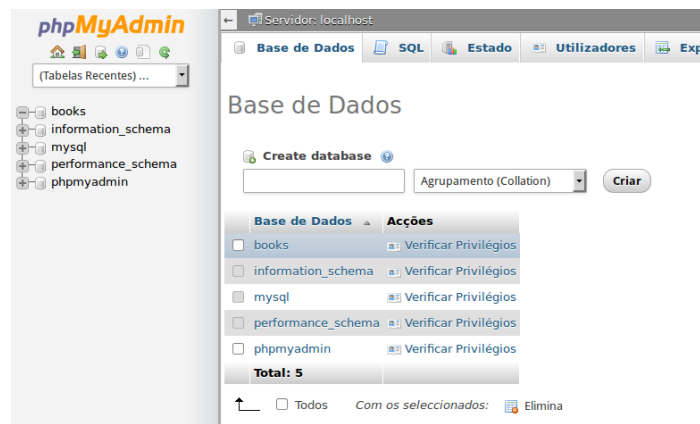 phpMyAdmin
(Tabelas Recentes) ...
books
information_schema
mysql
performance_schema
phpmyadmin
Servidor: localhost
Base de Dados SQL Estado Utilizadores Exp
Base de Dados
Create database
Agrupamento (Collation) Criar
Base de Dados Acções
books Verificar Privilégios
information_schema Verificar Privilégios
mysql Verificar Privilégios
performance_schema Verificar Privilégios
phpmyadmin Verificar Privilégios
Total: 5
Todos Com os seleccionados: Elimina